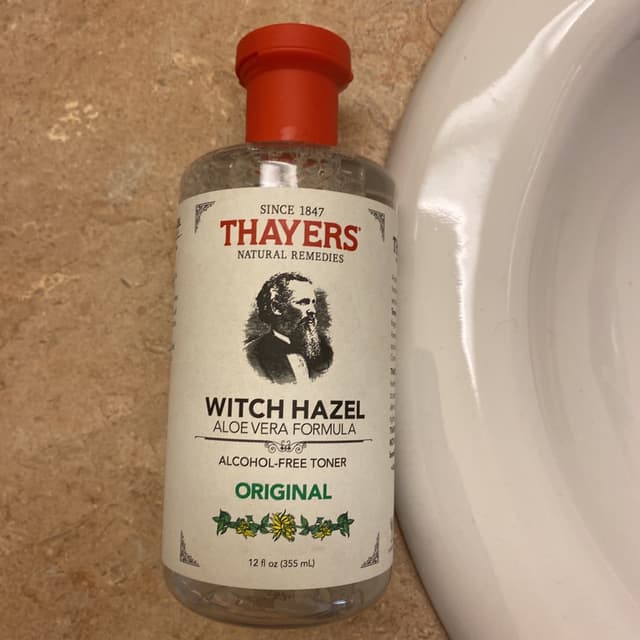 SINCE 1847
THAYERS®
NATURAL REMEDIES
WITCH HAZEL
ALOE VERA FORMULA
ALCOHOL-FREE TONER
ORIGINAL
12 fl oz (355 mL)